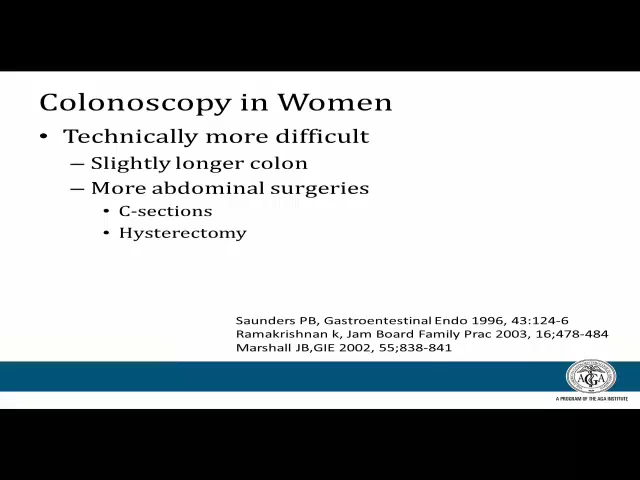 Colonoscopy in Women
• Technically more difficult
– Slightly longer colon
– More abdominal surgeries
• C-sections
• Hysterectomy
Saunders PB, Gastroentestinal Endo 1996, 43:124-6
Ramakrishnan k, Jam Board Family Prac 2003, 16;478-484
Marshall JB,GIE 2002, 55;838-841
AGA
A PROGRAM OF THE AGA INSTITUTE